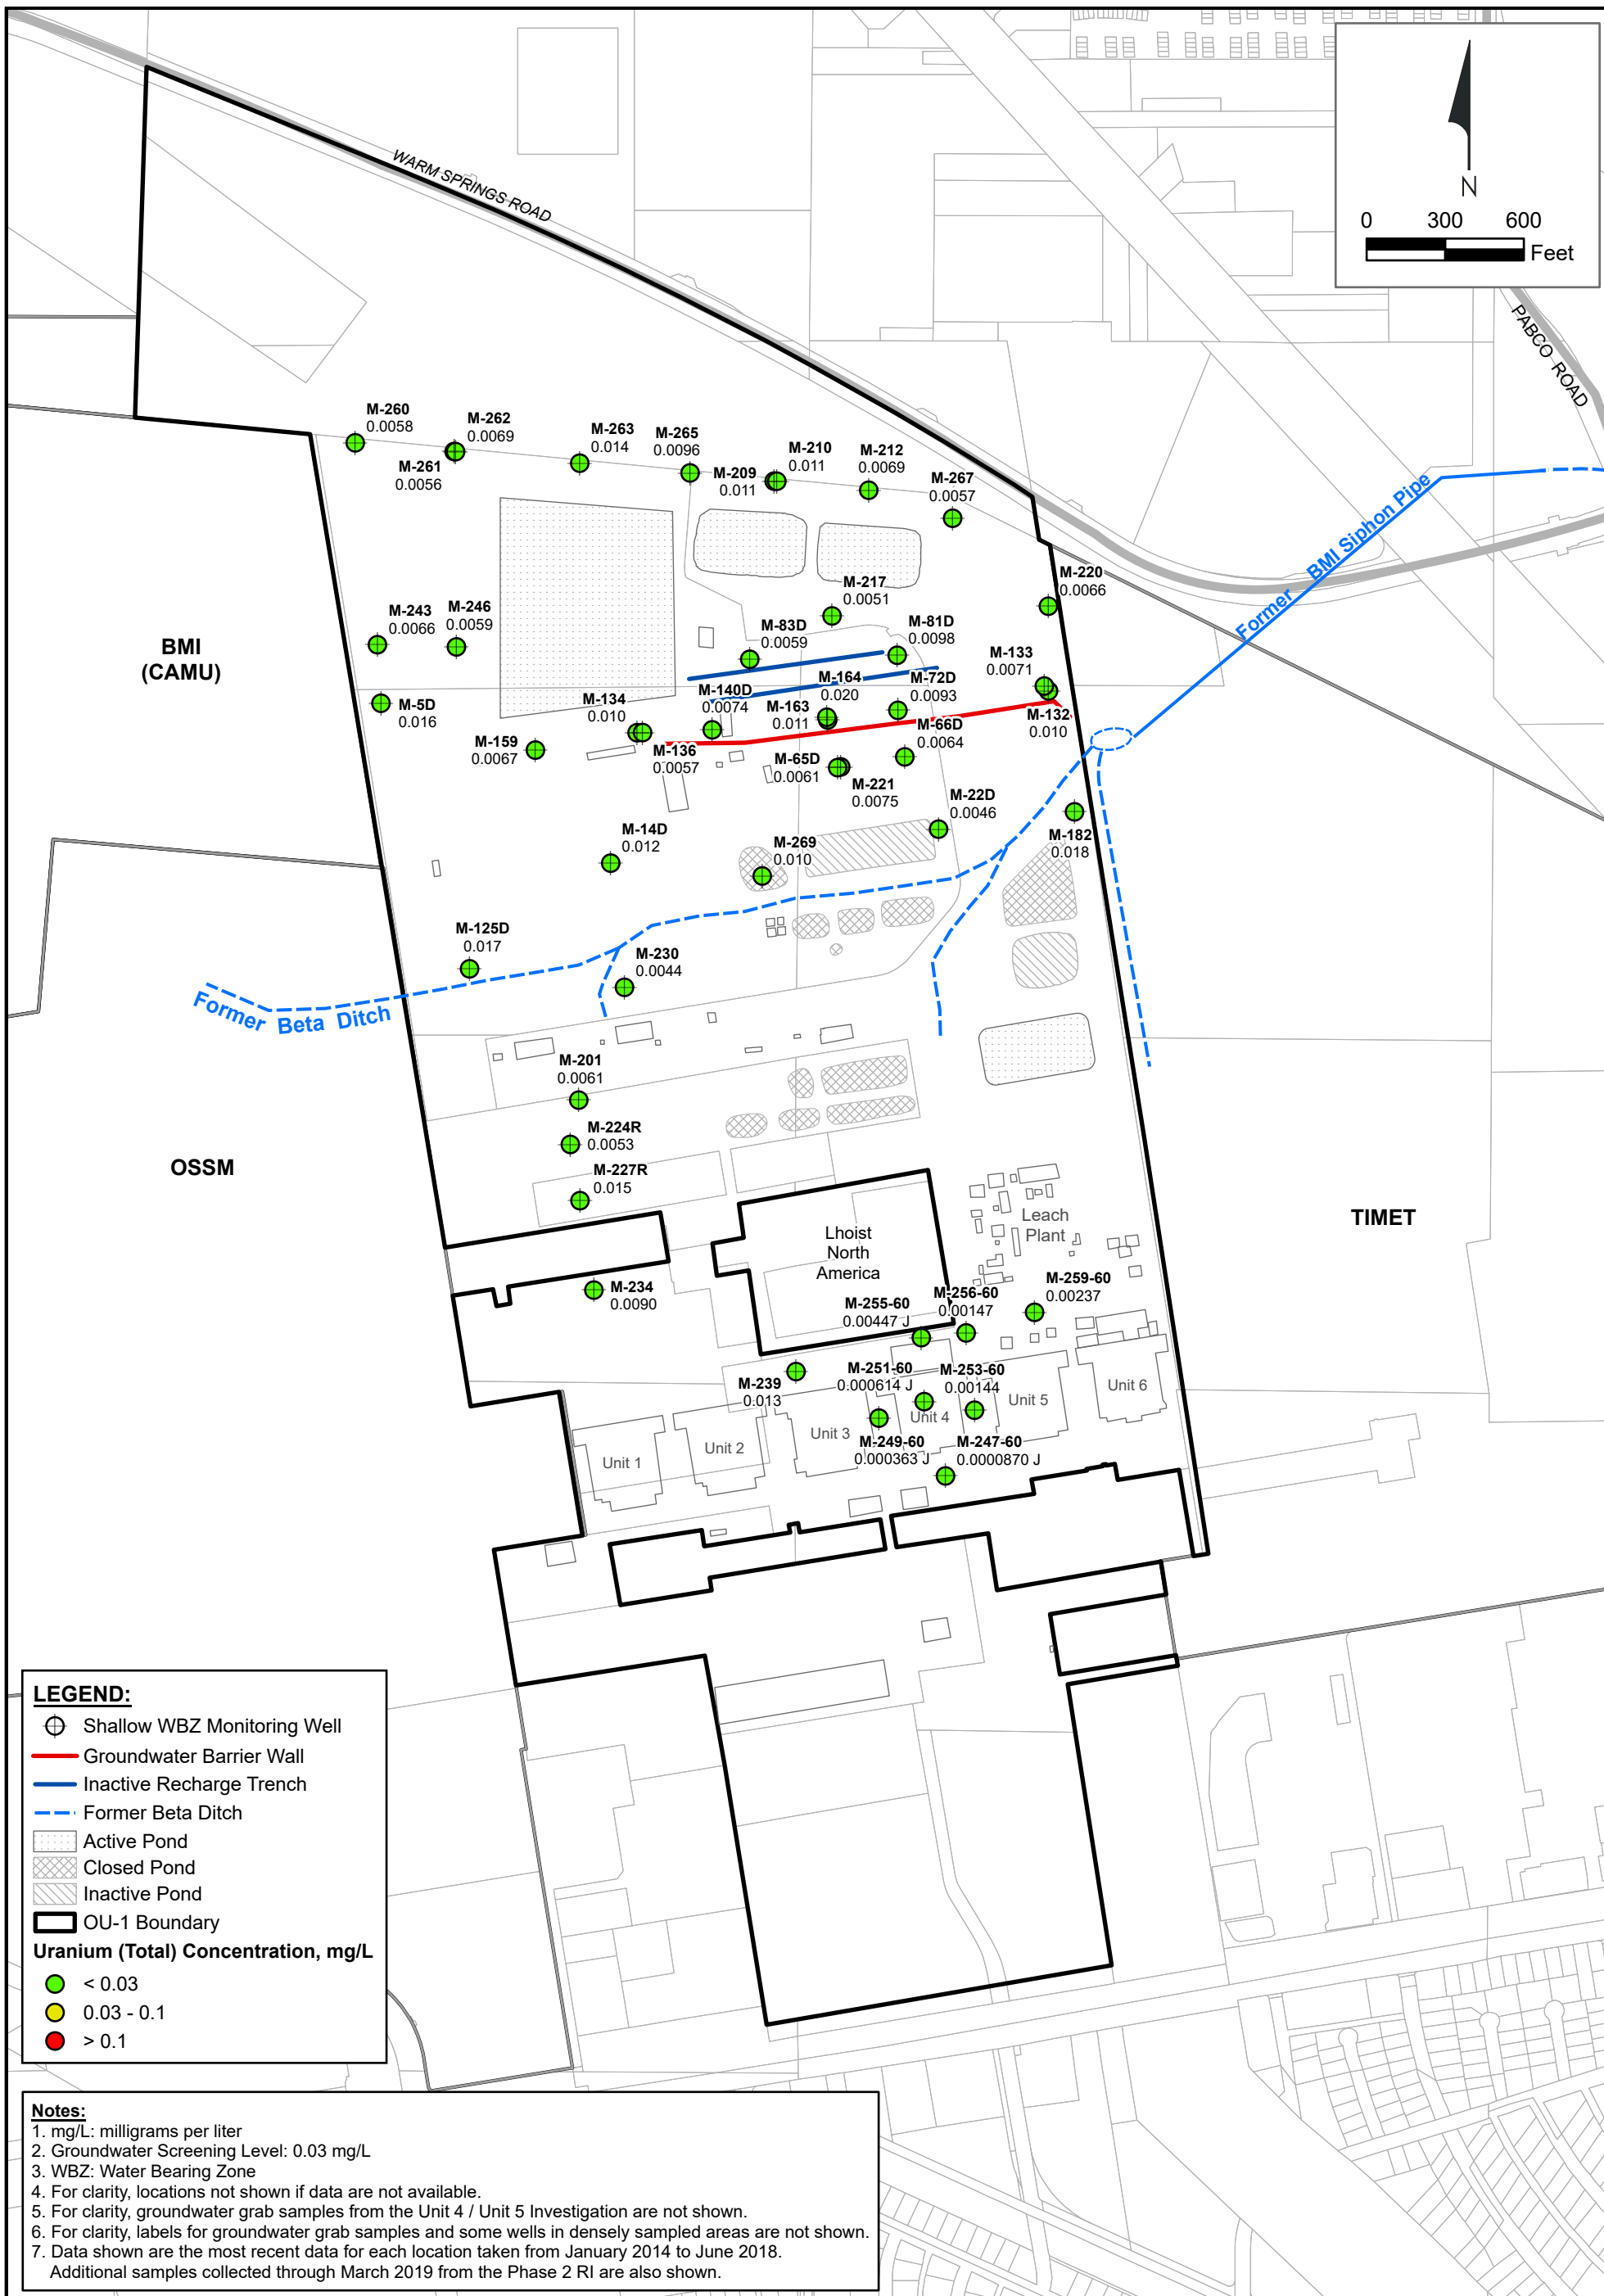 WARM SPRINGS ROAD
N
0 300 600
Feet
PABCO ROAD
M-260
0.0058
M-262
0.0069
M-261
0.0056
M-263
0.014
M-265
0.0096
M-209
0.011
M-210
0.011
M-212
0.0069
M-267
0.0057
Former BMI Siphon Pipe
M-220
0.0066
M-217
0.0051
M-243
0.0066
M-246
0.0059
M-83D
0.0059
M-81D
0.0098
BMI
(CAMU)
M-133
0.0071
M-5D
0.016
M-134
0.010
M-140D
0.0074
M-164
0.020
M-163
0.011
M-72D
0.0093
M-132
0.010
M-159
0.0067
M-136
0.0057
M-65D
0.0061
M-66D
0.0064
M-221
0.0075
M-22D
0.0046
M-182
0.018
M-14D
0.012
M-269
0.010
M-125D
0.017
M-230
0.0044
Former Beta Ditch
M-201
0.0061
M-224R
0.0053
OSSM
M-227R
0.015
TIMET
Leach
Plant
Lhoist
North
America
M-234
0.0090
M-259-60
0.00237
M-256-60
0.00147
M-255-60
0.00447 J
M-239
0.013
M-251-60
0.000614 J
M-253-60
0.00144
Unit 1
Unit 2
Unit 3
Unit 4
Unit 5
Unit 6
M-249-60
0.000363 J
M-247-60
0.0000870 J
LEGEND:
Shallow WBZ Monitoring Well
Groundwater Barrier Wall
Inactive Recharge Trench
Former Beta Ditch
Active Pond
Closed Pond
Inactive Pond
OU-1 Boundary
Uranium (Total) Concentration, mg/L
< 0.03
0.03 - 0.1
> 0.1
Notes:
1. mg/L: milligrams per liter
2. Groundwater Screening Level: 0.03 mg/L
3. WBZ: Water Bearing Zone
4. For clarity, locations not shown if data are not available.
5. For clarity, groundwater grab samples from the Unit 4 / Unit 5 Investigation are not shown.
6. For clarity, labels for groundwater grab samples and some wells in densely sampled areas are not shown.
7. Data shown are the most recent data for each location taken from January 2014 to June 2018.
Additional samples collected through March 2019 from the Phase 2 RI are also shown.